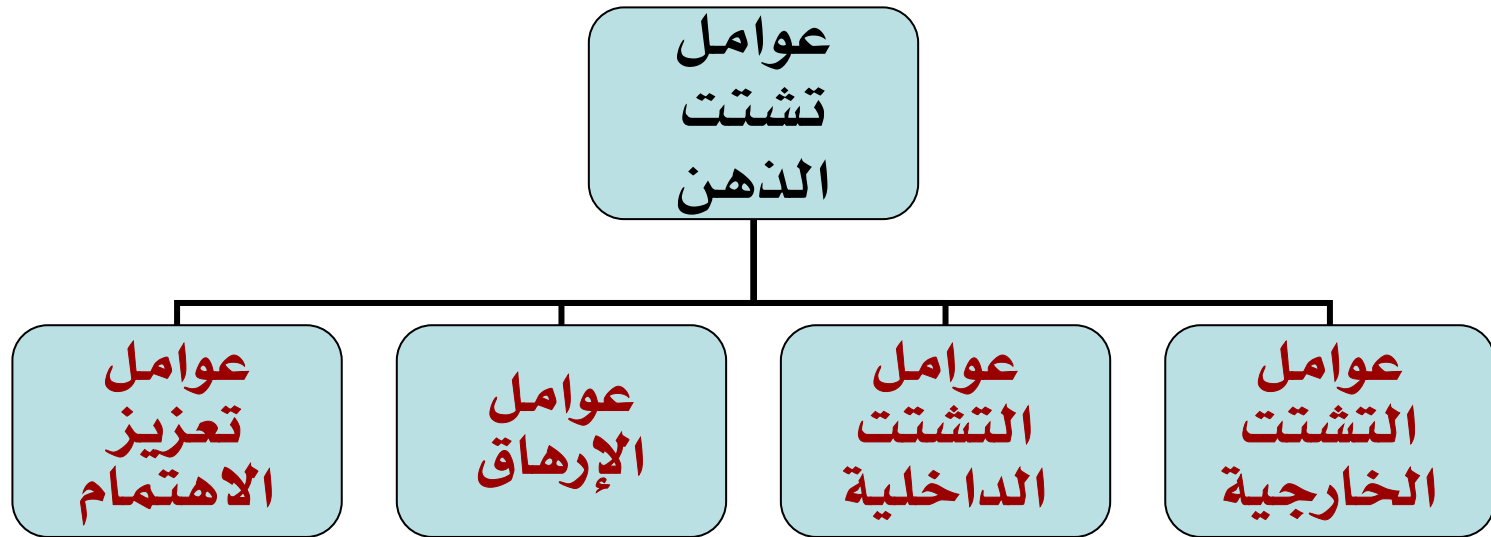 عوامل
تشتت
الذهن
عوامل
التشتت
الخارجية
عوامل
التشتت
الداخلية
عوامل
الإرهاق
عوامل
تعزيز
الاهتمام